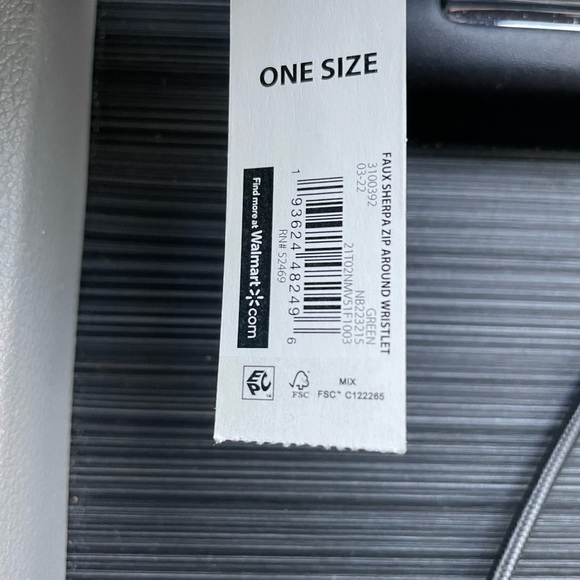 ONE SIZE
FAUX SHERPA ZIP AROUND WRISTLET
3100392
03-22
GREEN
NB223215
21T02NMV51F1003
1 93624 48249 6
RN# 52469
Find more at Walmart.com
MIX
FSC™ C122265
FSC